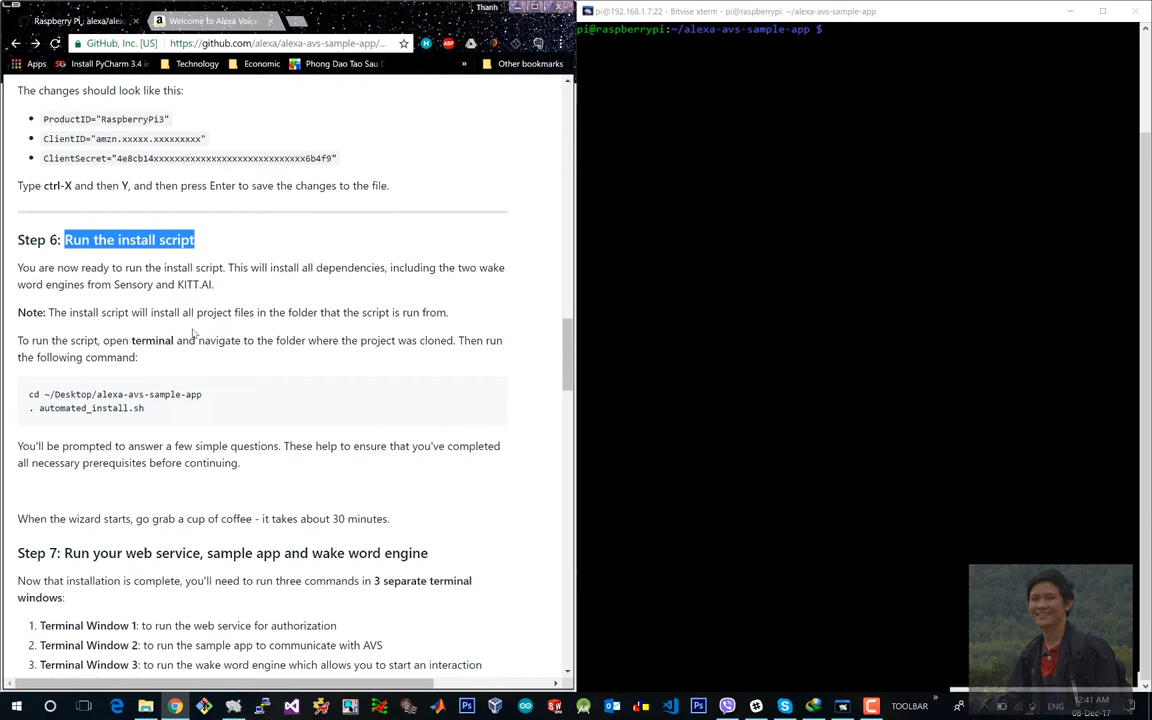 Thanh
Raspberry Pi · alexa/alex
Welcome to Alexa Voice
pi@192.168.1.7:22 - Bitvise xterm - pi@raspberrypi: ~/alexa-avs-sample-app
GitHub, Inc. [US]
https://github.com/alexa/alexa-avs-sample-app/...
Apps
Install PyCharm 3.4 in
Technology
Economic
Phong Dao Tao Sau
»
Other bookmarks
pi@raspberrypi:~/alexa-avs-sample-app $
The changes should look like this:
ProductID="RaspberryPi3"
ClientID="amzn.xxxxx.xxxxxxxxx"
ClientSecret="4e8cb14xxxxxxxxxxxxxxxxxxxxxxxxxxxx6b4f9"
Type ctrl-X and then Y, and then press Enter to save the changes to the file.
Step 6: Run the install script
You are now ready to run the install script. This will install all dependencies, including the two wake
word engines from Sensory and KITT.AI.
Note: The install script will install all project files in the folder that the script is run from.
To run the script, open terminal and navigate to the folder where the project was cloned. Then run
the following command:
cd ~/Desktop/alexa-avs-sample-app
. automated_install.sh
You'll be prompted to answer a few simple questions. These help to ensure that you've completed
all necessary prerequisites before continuing.
When the wizard starts, go grab a cup of coffee - it takes about 30 minutes.
Step 7: Run your web service, sample app and wake word engine
Now that installation is complete, you'll need to run three commands in 3 separate terminal
windows:
1. Terminal Window 1: to run the web service for authorization
2. Terminal Window 2: to run the sample app to communicate with AVS
3. Terminal Window 3: to run the wake word engine which allows you to start an interaction
TOOLBAR
»
ENG
12:41 AM
08-Dec-17